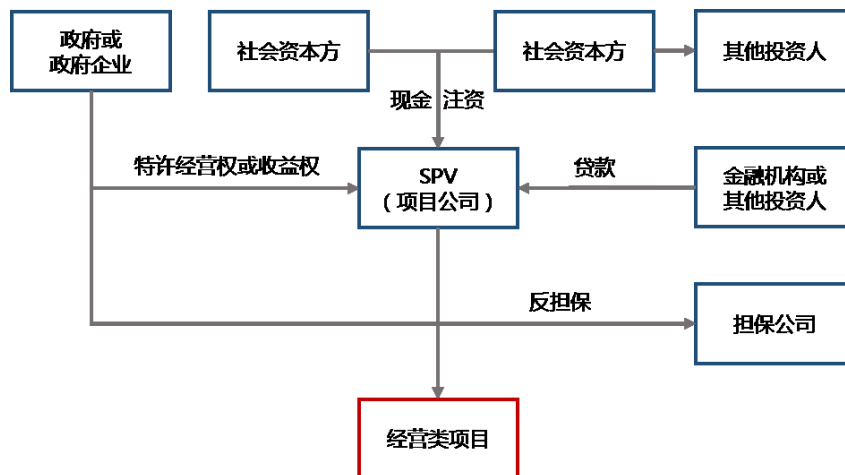 政府或
政府企业
社会资本方
社会资本方
其他投资人
现金 注资
特许经营权或收益权
SPV
（项目公司）
贷款
金融机构或
其他投资人
反担保
担保公司
经营类项目